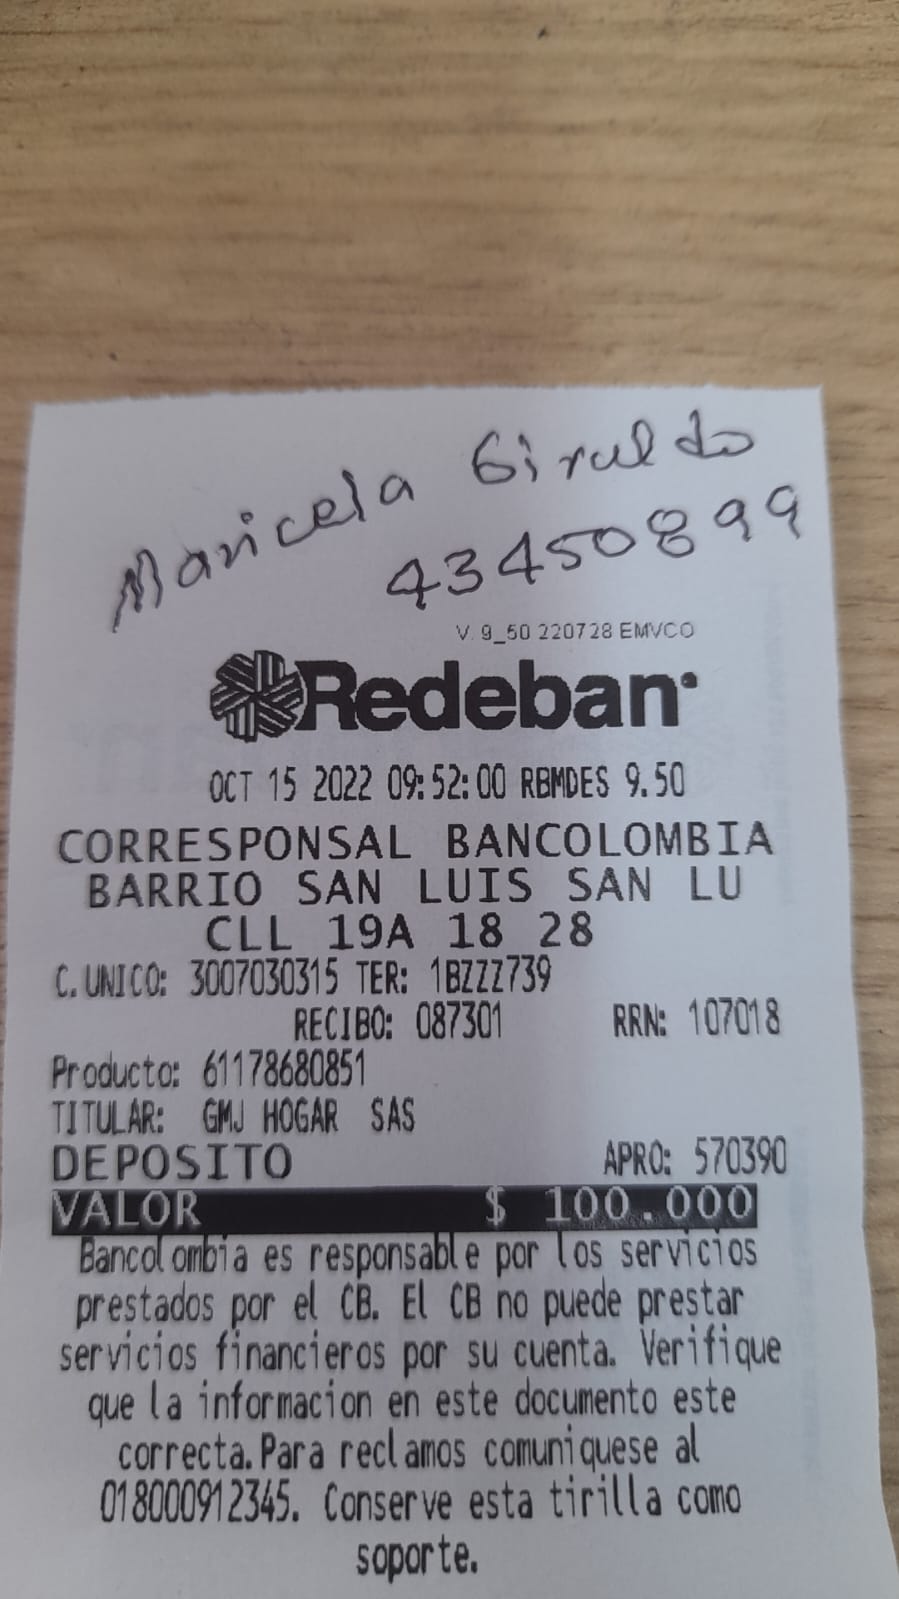 Maricela Giraldo
43450899
V. 9_50 220728 EMVCO
Redeban
OCT 15 2022 09:52:00 RBMDES 9.50
CORRESPONSAL BANCOLOMBIA
BARRIO SAN LUIS SAN LU
CLL 19A 18 28
C.UNICO: 3007030315 TER: 1BZZZ739
RECIBO: 087301 RRN: 107018
Producto: 61178680851
TITULAR: GMJ HOGAR SAS
DEPOSITO APRO: 570390
VALOR $ 100.000
Bancolombia es responsable por los servicios
prestados por el CB. El CB no puede prestar
servicios financieros por su cuenta. Verifique
que la informacion en este documento este
correcta.Para reclamos comuniquese al
018000912345. Conserve esta tirilla como
soporte.